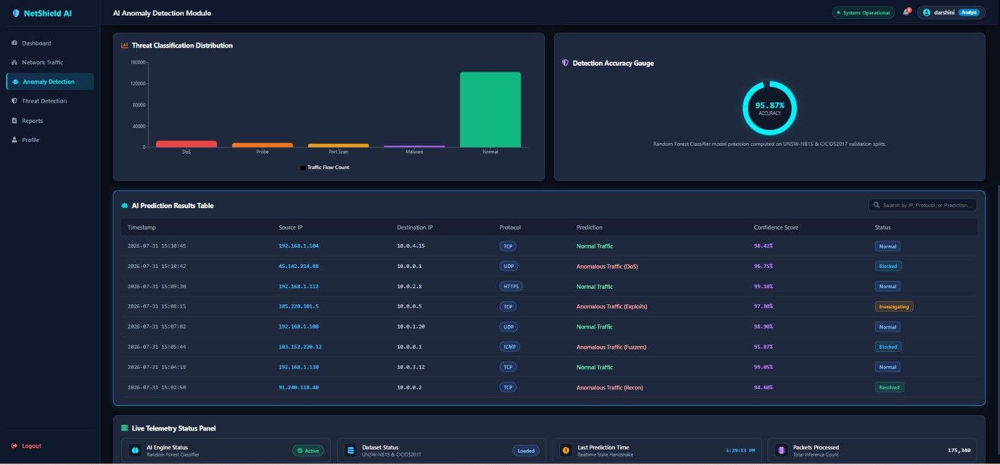 NetShield AI
AI Anomaly Detection Module
System: Operational
darshini Analyst
Dashboard
Network Traffic
Anomaly Detection
Threat Detection
Reports
Profile
Logout
Threat Classification Distribution
160000
120000
80000
40000
0
DoS Probe Port Scan Malware Normal
Traffic Flow Count
Detection Accuracy Gauge
95.87%
ACCURACY
Random Forest Classifier model precision computed on UNSW-NB15 & CICIDS2017 validation splits.
AI Prediction Results Table
Search by IP, Protocol, or Prediction...
Timestamp Source IP Destination IP Protocol Prediction Confidence Score Status
2026-07-31 15:10:45 192.168.1.104 10.0.4.15 TCP Normal Traffic 98.42% Normal
2026-07-31 15:10:42 45.142.214.88 10.0.0.1 UDP Anomalous Traffic (DoS) 96.75% Blocked
2026-07-31 15:09:30 192.168.1.112 10.0.2.8 HTTPS Normal Traffic 99.10% Normal
2026-07-31 15:08:15 185.220.101.5 10.0.0.5 TCP Anomalous Traffic (Exploits) 97.80% Investigating
2026-07-31 15:07:02 192.168.1.108 10.0.1.20 UDP Normal Traffic 98.90% Normal
2026-07-31 15:05:44 103.152.220.12 10.0.0.1 ICMP Anomalous Traffic (Fuzzers) 95.87% Blocked
2026-07-31 15:04:18 192.168.1.130 10.0.3.12 TCP Normal Traffic 99.05% Normal
2026-07-31 15:02:50 91.240.118.40 10.0.0.2 TCP Anomalous Traffic (Recon) 94.60% Resolved
Live Telemetry Status Panel
AI Engine Status
Random Forest Classifier
Active
Dataset Status
UNSW-NB15 & CICIDS2017
Loaded
Last Prediction Time
Realtime State Handshake
3:29:13 PM
Packets Processed
Total Inference Count
175,340